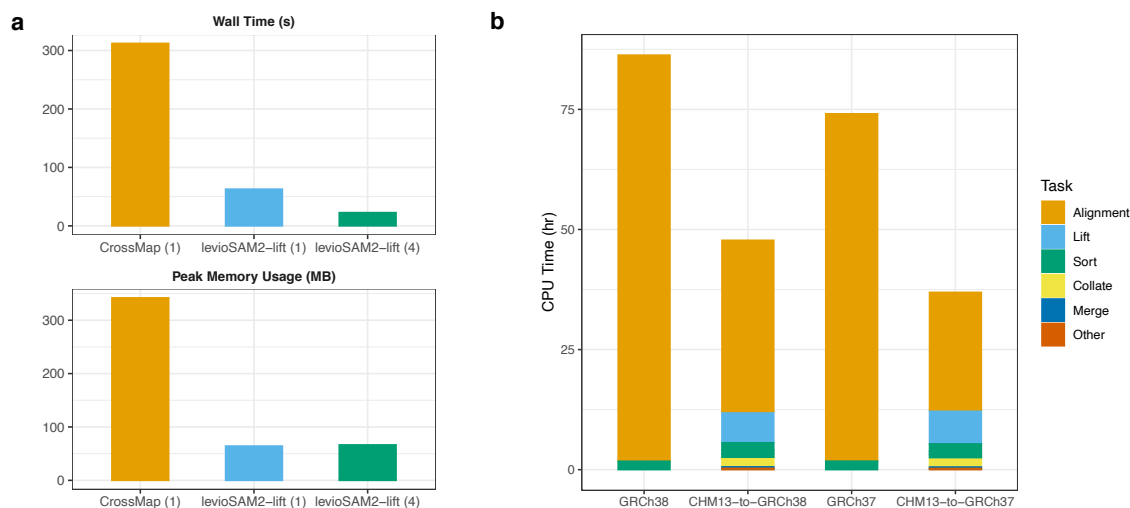 a
Wall Time (s)
300
200
100
0
CrossMap (1) levioSAM2−lift (1) levioSAM2−lift (4)
Peak Memory Usage (MB)
300
200
100
0
CrossMap (1) levioSAM2−lift (1) levioSAM2−lift (4)
b
CPU Time (hr)
75
50
25
0
GRCh38 CHM13−to−GRCh38 GRCh37 CHM13−to−GRCh37
Task
Alignment
Lift
Sort
Collate
Merge
Other